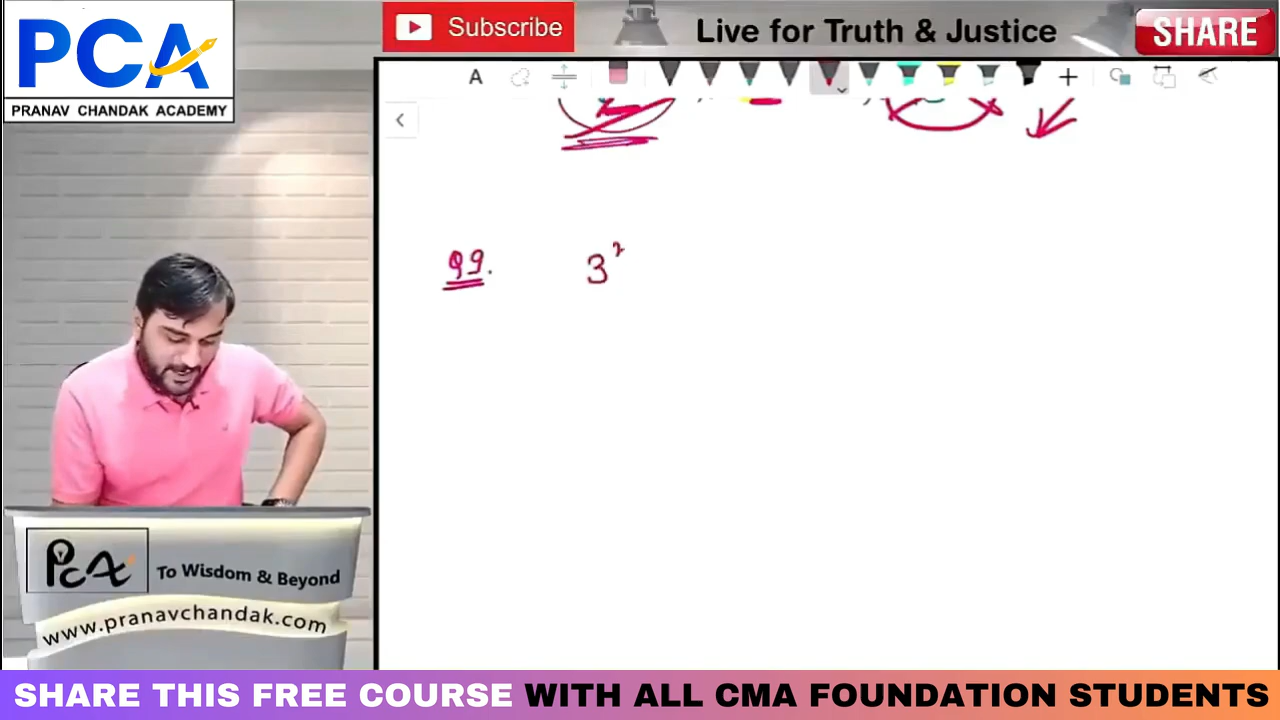 PCA
PRANAV CHANDAK ACADEMY
Subscribe
Live for Truth & Justice
SHARE
A
Q9.
3
PCA
To Wisdom & Beyond
www.pranavchandak.com
SHARE THIS FREE COURSE WITH ALL CMA FOUNDATION STUDENTS